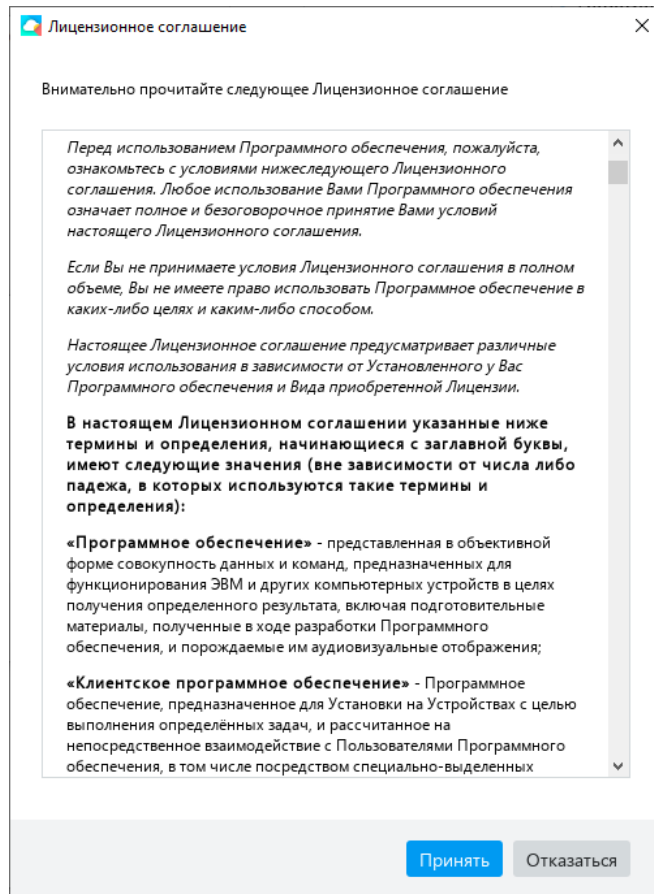 Лицензионное соглашение
Внимательно прочитайте следующее Лицензионное соглашение
Перед использованием Программного обеспечения, пожалуйста,
ознакомьтесь с условиями нижеследующего Лицензионного
соглашения. Любое использование Вами Программного обеспечения
означает полное и безоговорочное принятие Вами условий
настоящего Лицензионного соглашения.
Если Вы не принимаете условия Лицензионного соглашения в полном
объеме, Вы не имеете право использовать Программное обеспечение в
каких-либо целях и каким-либо способом.
Настоящее Лицензионное соглашение предусматривает различные
условия использования в зависимости от Установленного у Вас
Программного обеспечения и Вида приобретенной Лицензии.
В настоящем Лицензионном соглашении указанные ниже
термины и определения, начинающиеся с заглавной буквы,
имеют следующие значения (вне зависимости от числа либо
падежа, в которых используются такие термины и
определения):
«Программное обеспечение» - представленная в объективной
форме совокупность данных и команд, предназначенных для
функционирования ЭВМ и других компьютерных устройств в целях
получения определенного результата, включая подготовительные
материалы, полученные в ходе разработки Программного
обеспечения, и порождаемые им аудиовизуальные отображения;
«Клиентское программное обеспечение» - Программное
обеспечение, предназначенное для Установки на Устройствах с целью
выполнения определённых задач, и рассчитанное на
непосредственное взаимодействие с Пользователями Программного
обеспечения, в том числе посредством специально-выделенных
Принять Отказаться